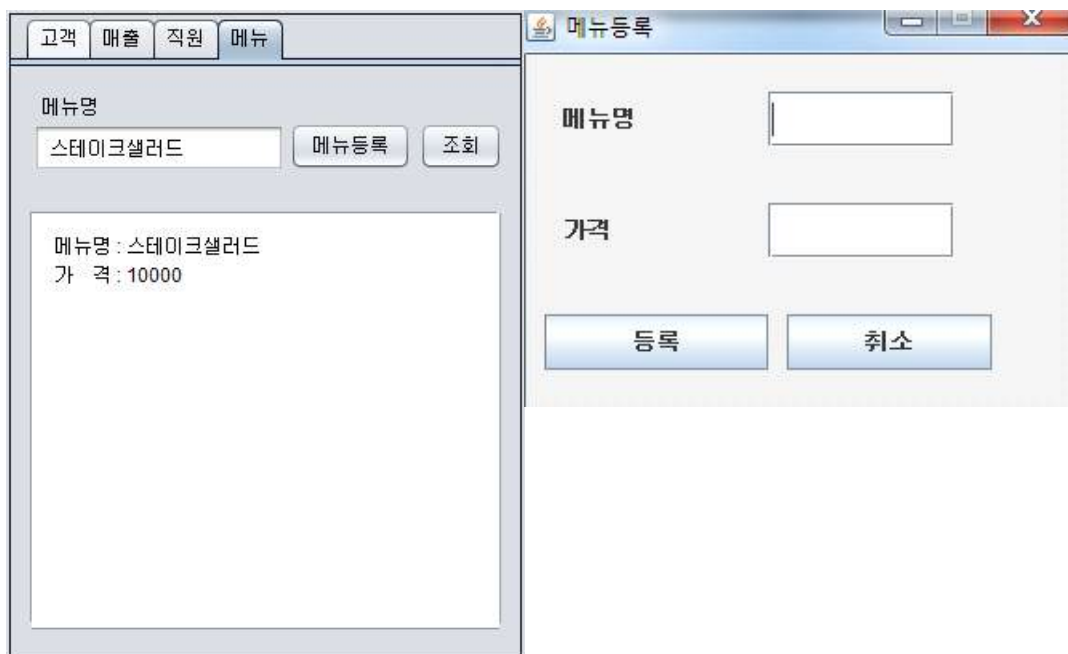 고객 매출 직원 메뉴
메뉴명
스테이크샐러드 메뉴등록 조회
메뉴명 : 스테이크샐러드
가 격 : 10000
메뉴등록
메뉴명
가격
등록 취소